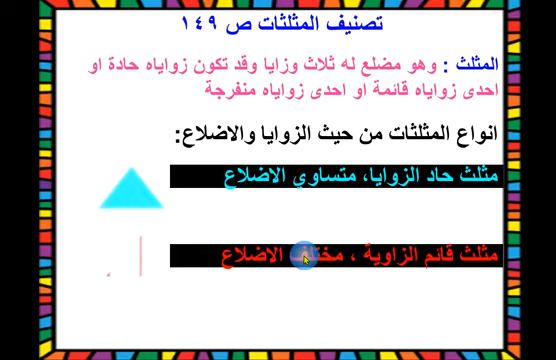 تصنيف المثلثات ص ١٤٩
المثلث : وهو مضلع له ثلاث وزايا وقد تكون زواياه حادة او
احدى زواياه قائمة او احدى زواياه منفرجة
انواع المثلثات من حيث الزوايا والاضلاع:
مثلث حاد الزوايا، متساوي الاضلاع
مثلث قائم الزاوية ، مختلف الاضلاع